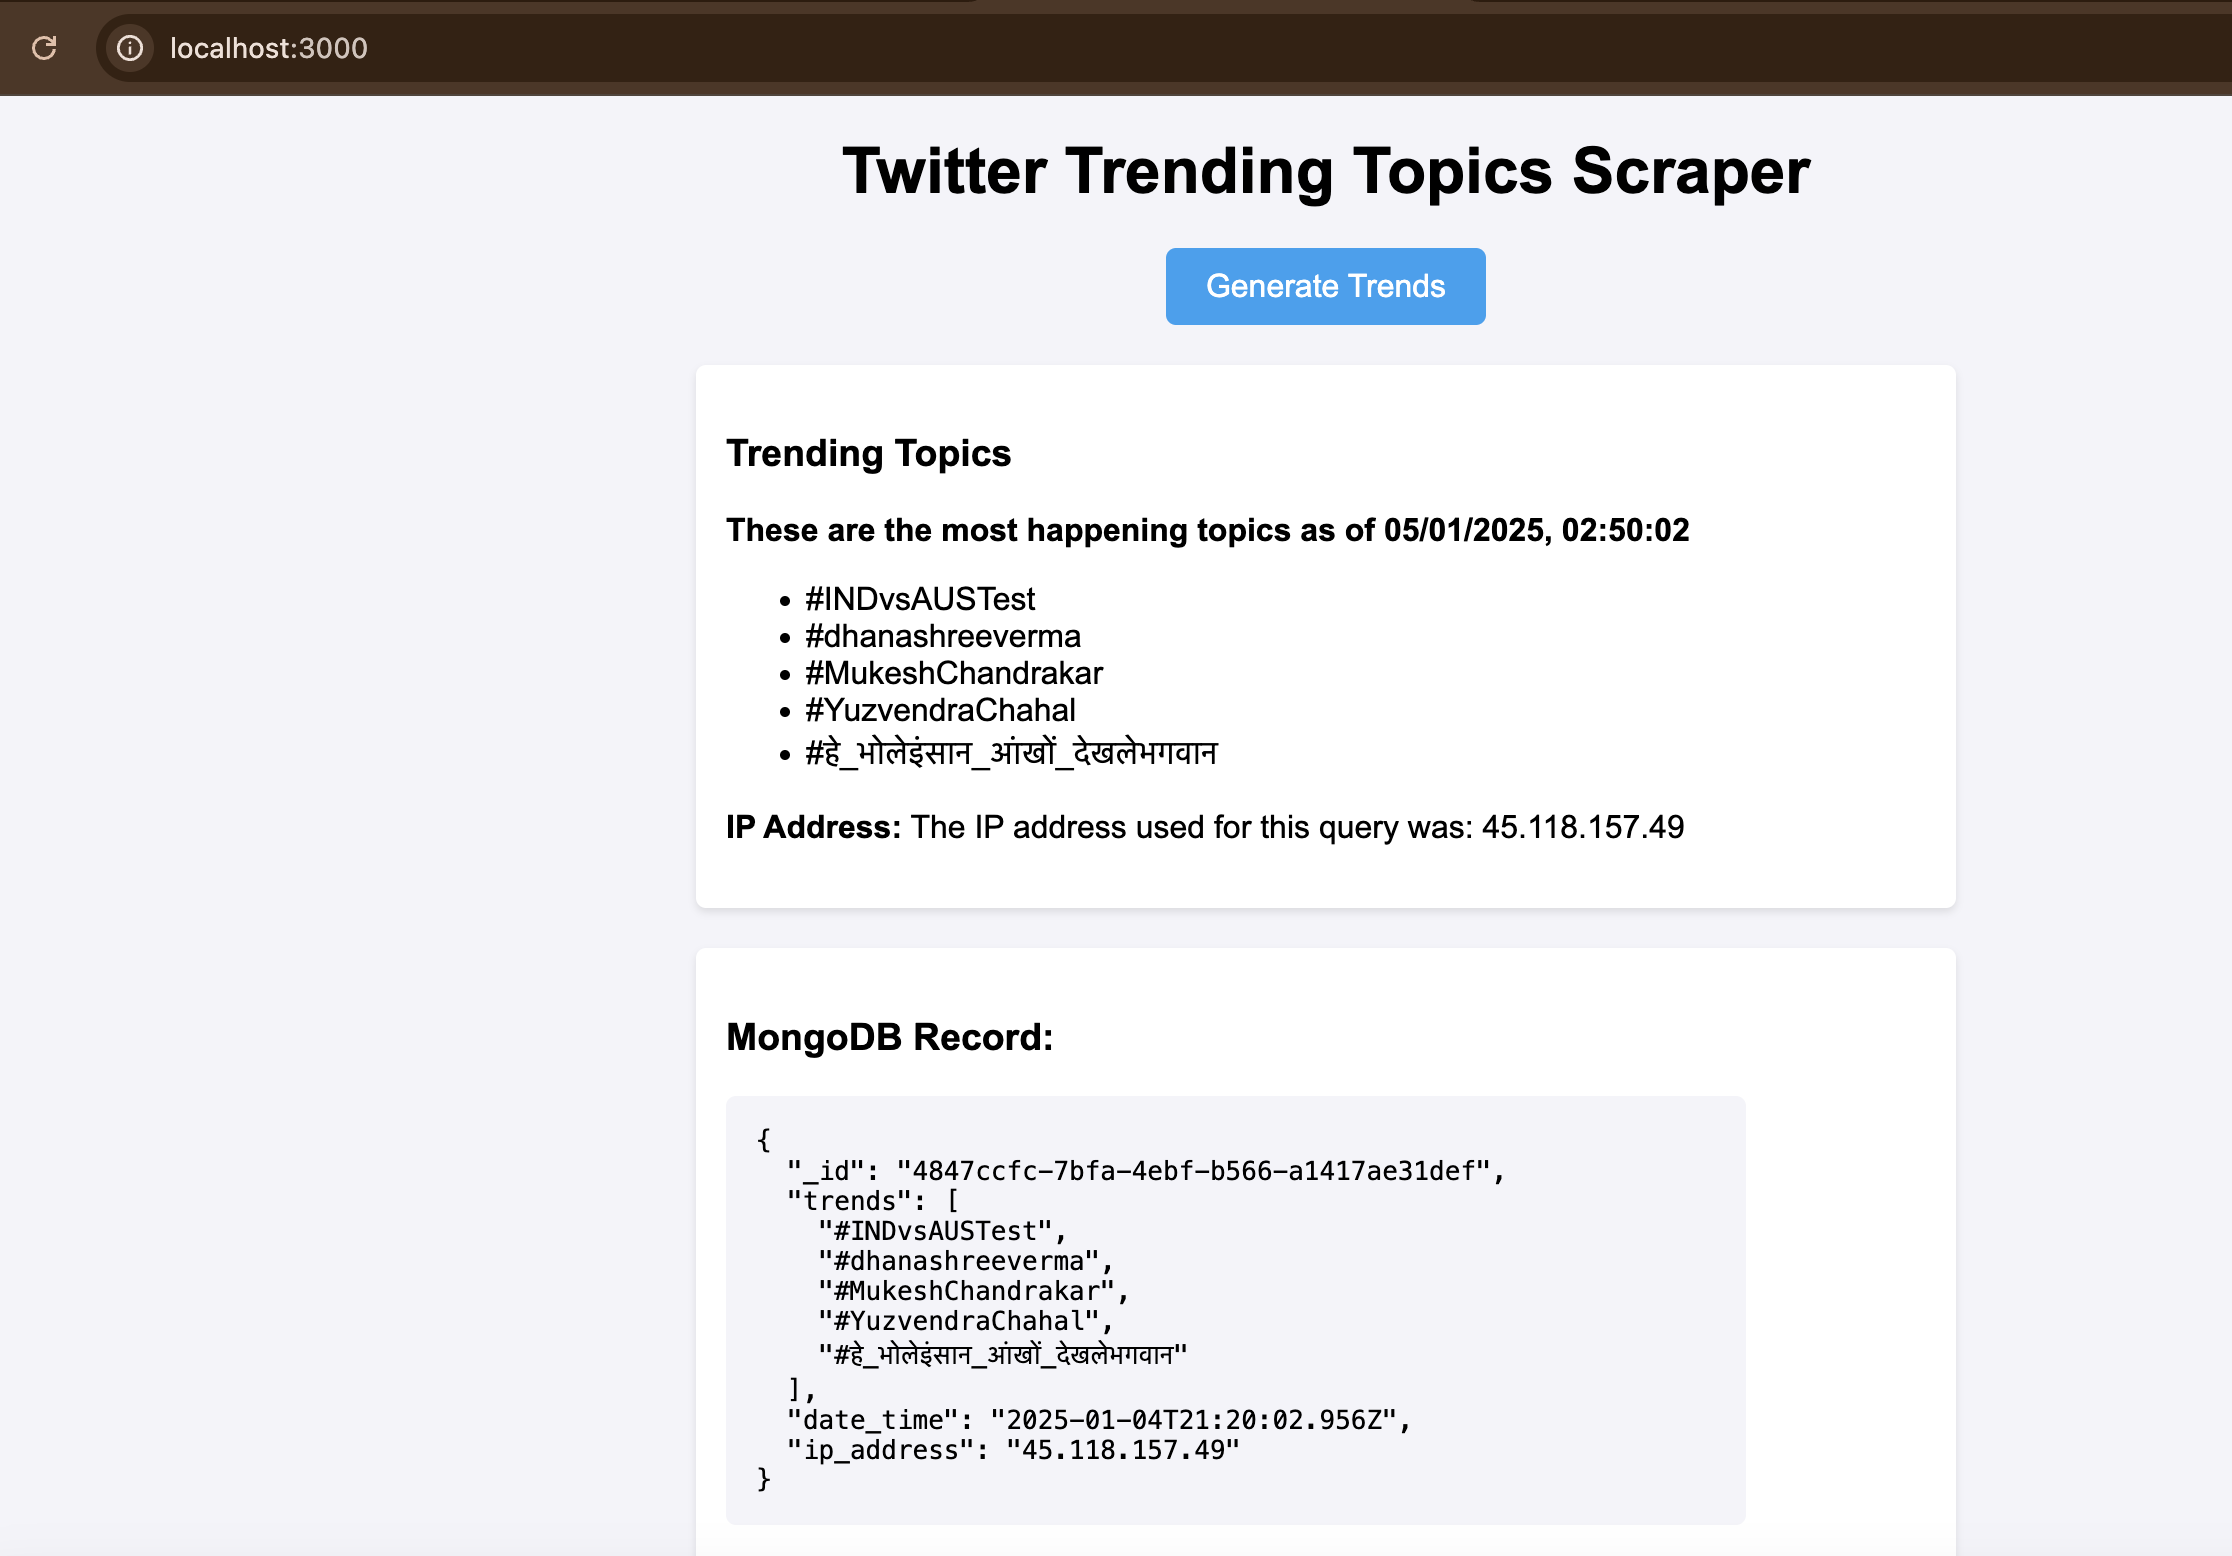 localhost:3000
Twitter Trending Topics Scraper
Generate Trends
Trending Topics
These are the most happening topics as of 05/01/2025, 02:50:02
• #INDvsAUSTest
• #dhanashreeverma
• #MukeshChandrakar
• #YuzvendraChahal
• #हे_भोलेइंसान_आंखों_देखलेभगवान
IP Address: The IP address used for this query was: 45.118.157.49
MongoDB Record:
{
  "_id": "4847ccfc-7bfa-4ebf-b566-a1417ae31def",
  "trends": [
    "#INDvsAUSTest",
    "#dhanashreeverma",
    "#MukeshChandrakar",
    "#YuzvendraChahal",
    "#हे_भोलेइंसान_आंखों_देखलेभगवान"
  ],
  "date_time": "2025-01-04T21:20:02.956Z",
  "ip_address": "45.118.157.49"
}